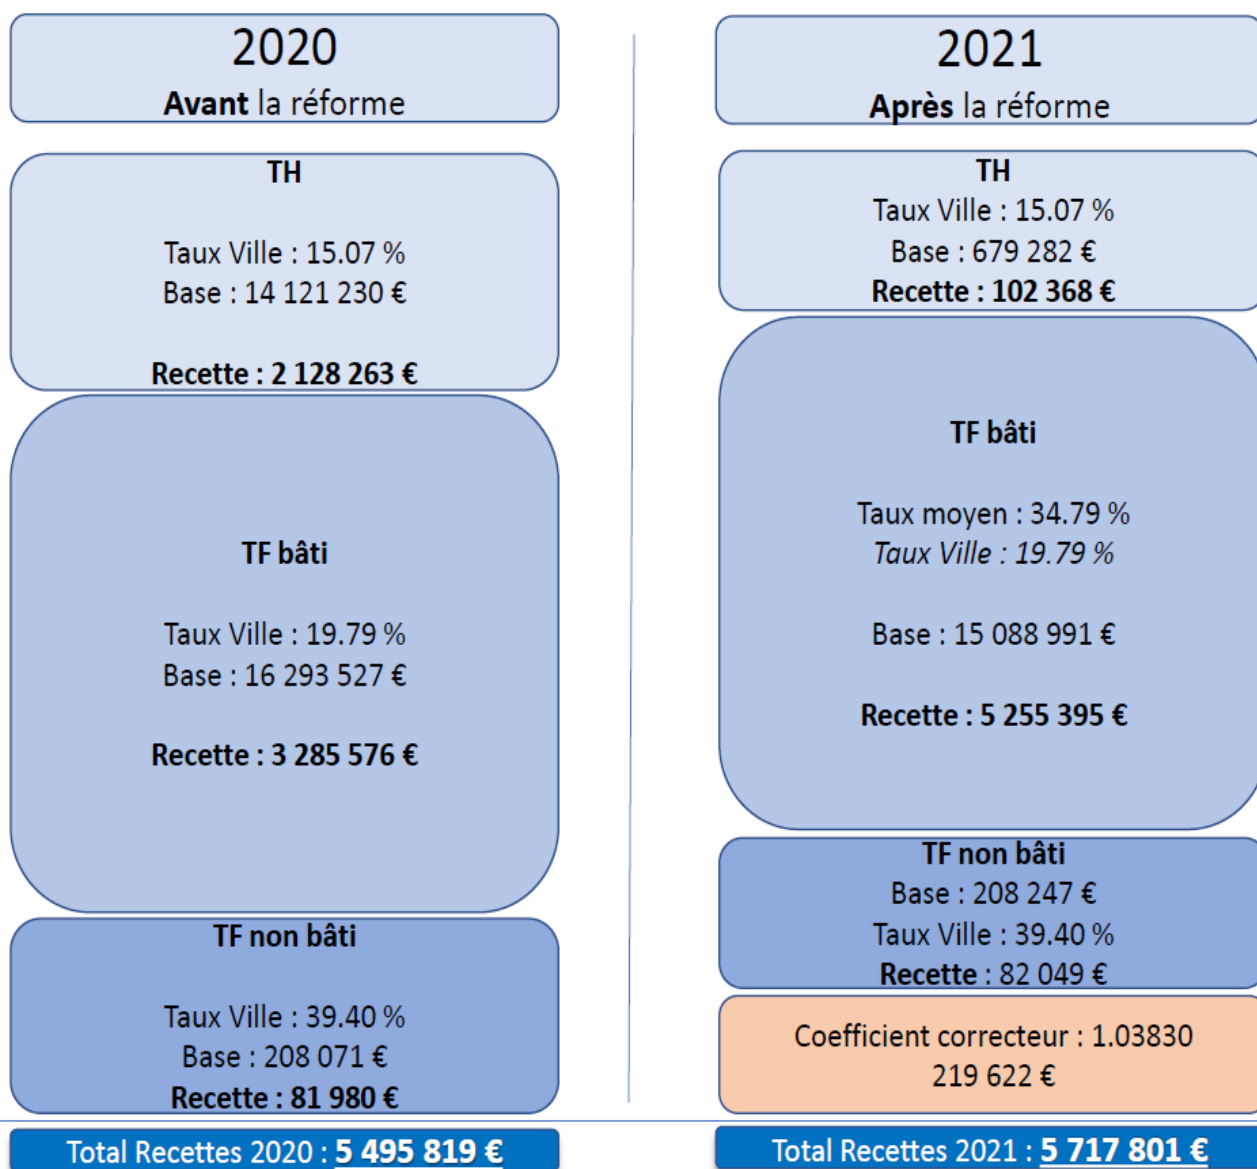 2020
Avant la réforme
TH
Taux Ville : 15.07 %
Base : 14 121 230 €
Recette : 2 128 263 €
TF bâti
Taux Ville : 19.79 %
Base : 16 293 527 €
Recette : 3 285 576 €
TF non bâti
Taux Ville : 39.40 %
Base : 208 071 €
Recette : 81 980 €
Total Recettes 2020 : 5 495 819 €
2021
Après la réforme
TH
Taux Ville : 15.07 %
Base : 679 282 €
Recette : 102 368 €
TF bâti
Taux moyen : 34.79 %
Taux Ville : 19.79 %
Base : 15 088 991 €
Recette : 5 255 395 €
TF non bâti
Base : 208 247 €
Taux Ville : 39.40 %
Recette : 82 049 €
Coefficient correcteur : 1.03830
219 622 €
Total Recettes 2021 : 5 717 801 €